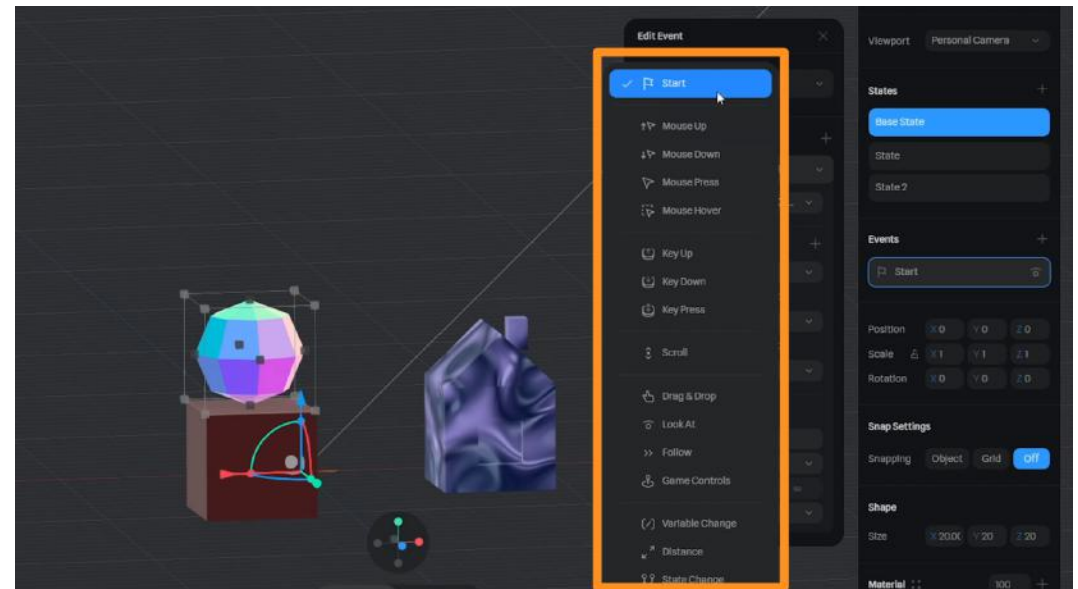 Edit Event
Start
Mouse Up
Mouse Down
Mouse Press
Mouse Hover
Key Up
Key Down
Key Press
Scroll
Drag & Drop
Look At
Follow
Game Controls
Variable Change
Distance
State Change
Viewport Personal Camera
States
Base State
State
State 2
Events
Start
Position X 0 Y 0 Z 0
Scale X 1 Y 1 Z 1
Rotation X 0 Y 0 Z 0
Snap Settings
Snapping Object Grid Off
Shape
Size X 20.00 Y 20 Z 20
Material 100